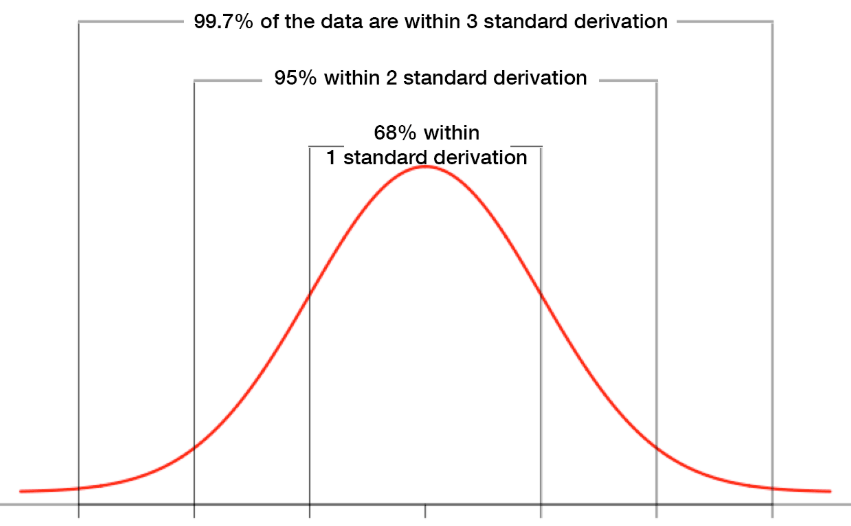 99.7% of the data are within 3 standard derivation
95% within 2 standard derivation
68% within
1 standard derivation